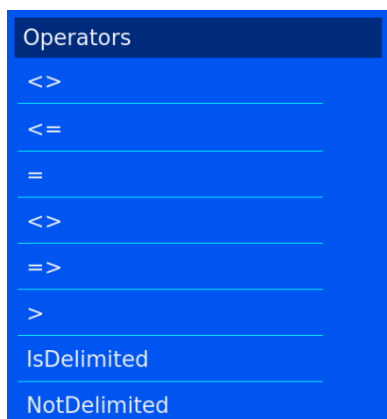 Operators
<>
<=
=
<>
=>
>
IsDelimited
NotDelimited